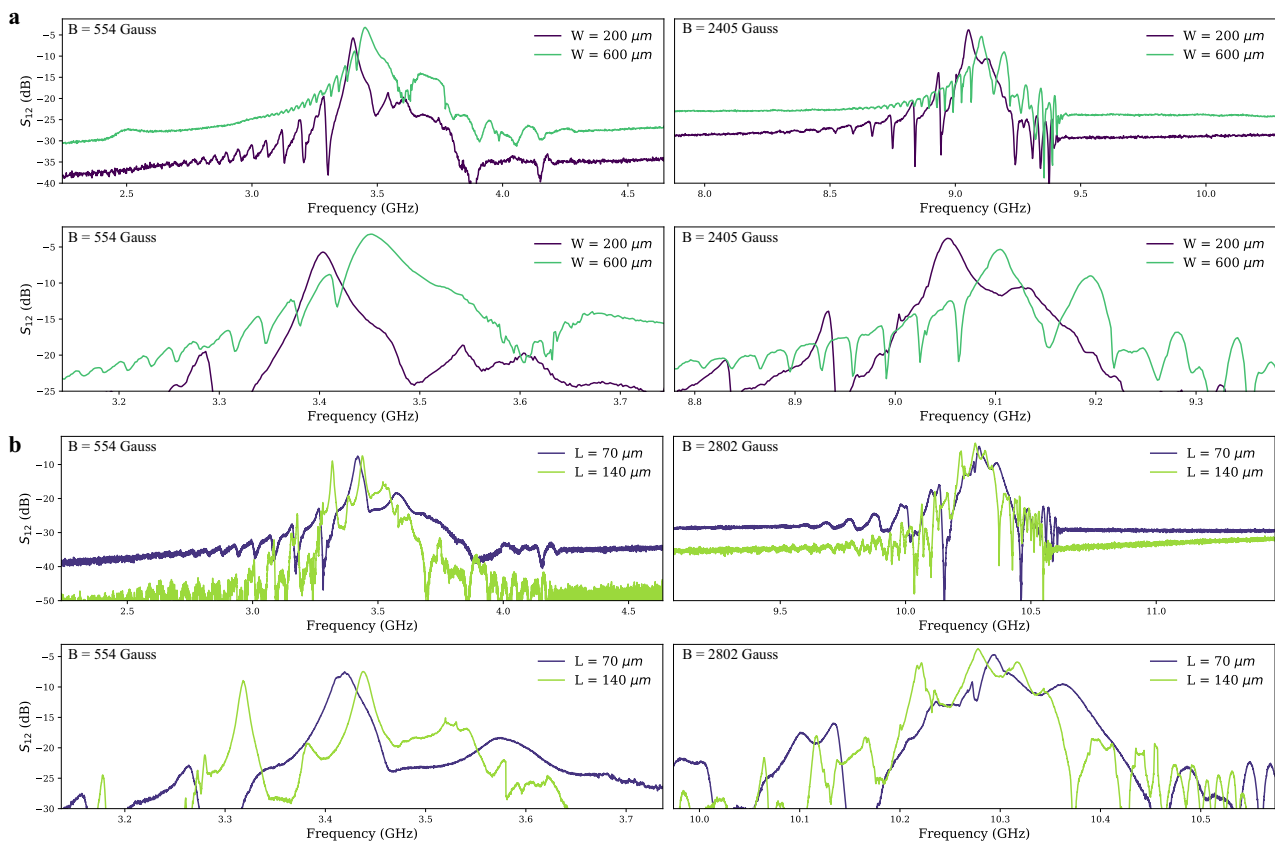 a
B = 554 Gauss
W = 200 μm
W = 600 μm
S12 (dB)
−5
−10
−15
−20
−25
−30
−35
−40
2.5 3.0 3.5 4.0 4.5
Frequency (GHz)
B = 2405 Gauss
W = 200 μm
W = 600 μm
8.0 8.5 9.0 9.5 10.0
Frequency (GHz)
B = 554 Gauss
W = 200 μm
W = 600 μm
S12 (dB)
−5
−10
−15
−20
−25
3.2 3.3 3.4 3.5 3.6 3.7
Frequency (GHz)
B = 2405 Gauss
W = 200 μm
W = 600 μm
8.8 8.9 9.0 9.1 9.2 9.3
Frequency (GHz)
b
B = 554 Gauss
L = 70 μm
L = 140 μm
S12 (dB)
−10
−20
−30
−40
−50
2.5 3.0 3.5 4.0 4.5
Frequency (GHz)
B = 2802 Gauss
L = 70 μm
L = 140 μm
9.5 10.0 10.5 11.0
Frequency (GHz)
B = 554 Gauss
L = 70 μm
L = 140 μm
S12 (dB)
−5
−10
−15
−20
−25
−30
3.2 3.3 3.4 3.5 3.6 3.7
Frequency (GHz)
B = 2802 Gauss
L = 70 μm
L = 140 μm
10.0 10.1 10.2 10.3 10.4 10.5
Frequency (GHz)